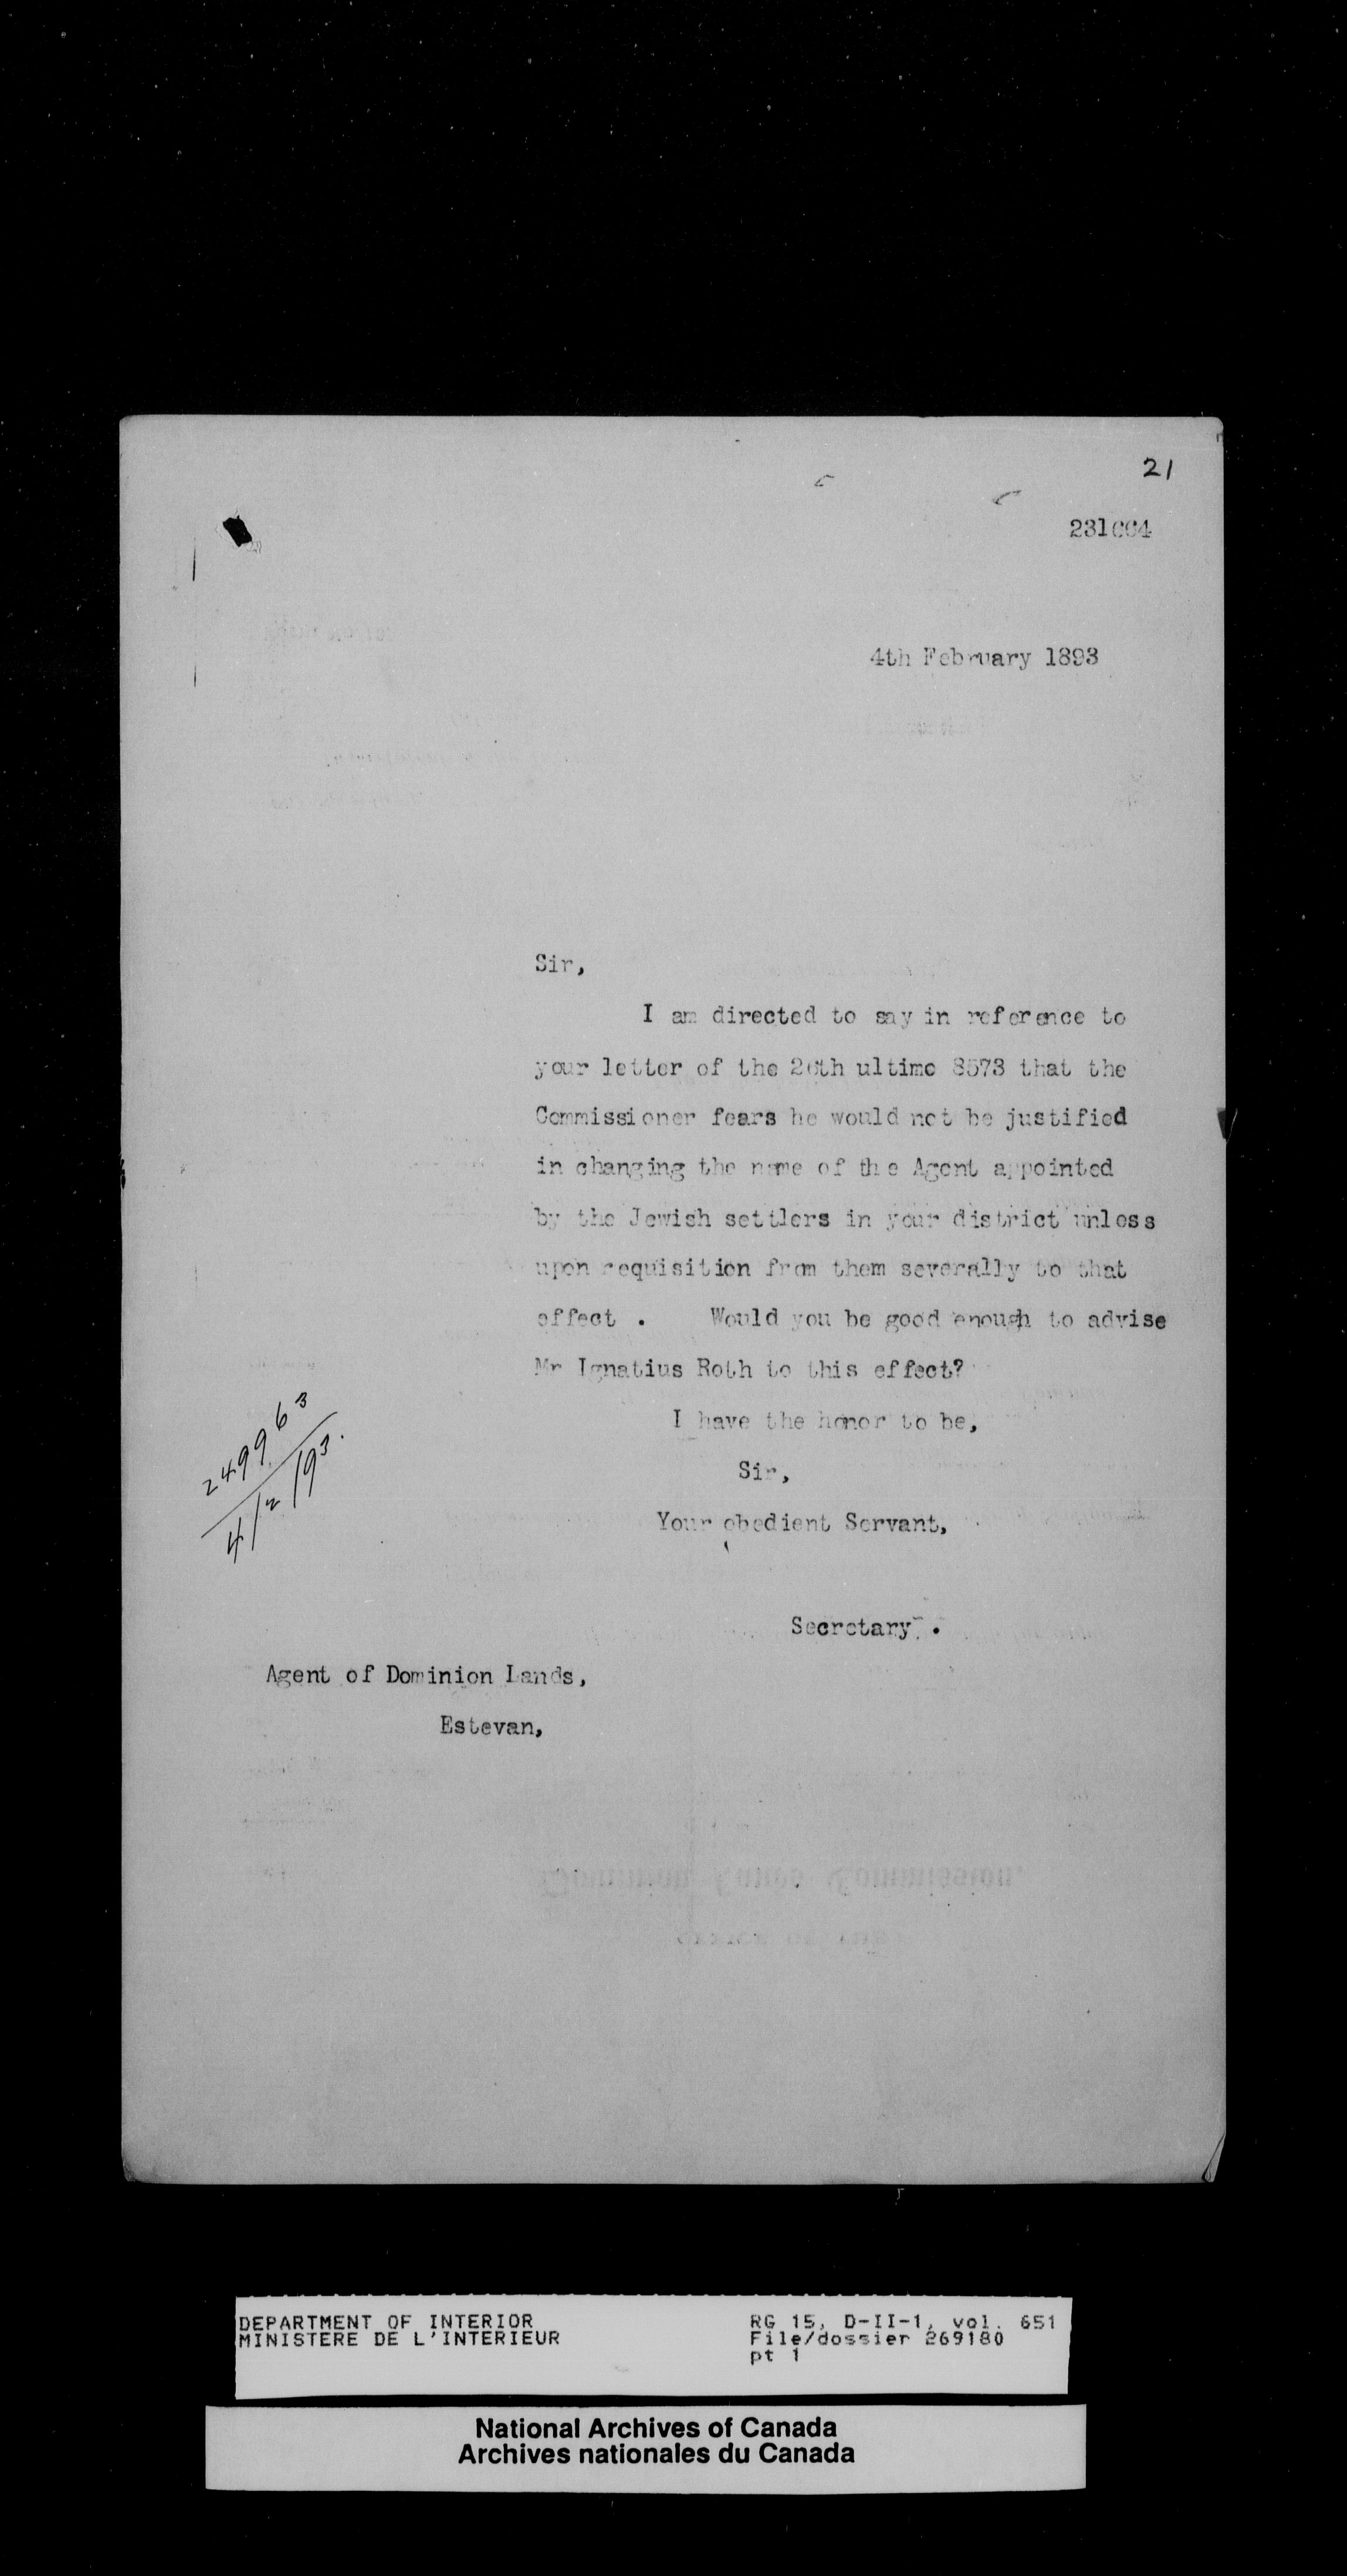 21
231004
4th February 1893
Sir,
I am directed to say in reference to
your letter of the 26th ultimo 8573 that the
Commissioner fears he would not be justified
in changing the name of the Agent appointed
by the Jewish settlers in your district unless
upon requisition from them severally to that
effect . Would you be good enough to advise
Mr Ignatius Roth to this effect?
I have the honor to be,
Sir,
Your obedient Servant,
249963
4/2/93.
Secretary .
Agent of Dominion Lands,
Estevan,
DEPARTMENT OF INTERIOR
MINISTERE DE L'INTERIEUR
RG 15, D-II-1, vol. 651
File/dossier 269180
pt 1
National Archives of Canada
Archives nationales du Canada